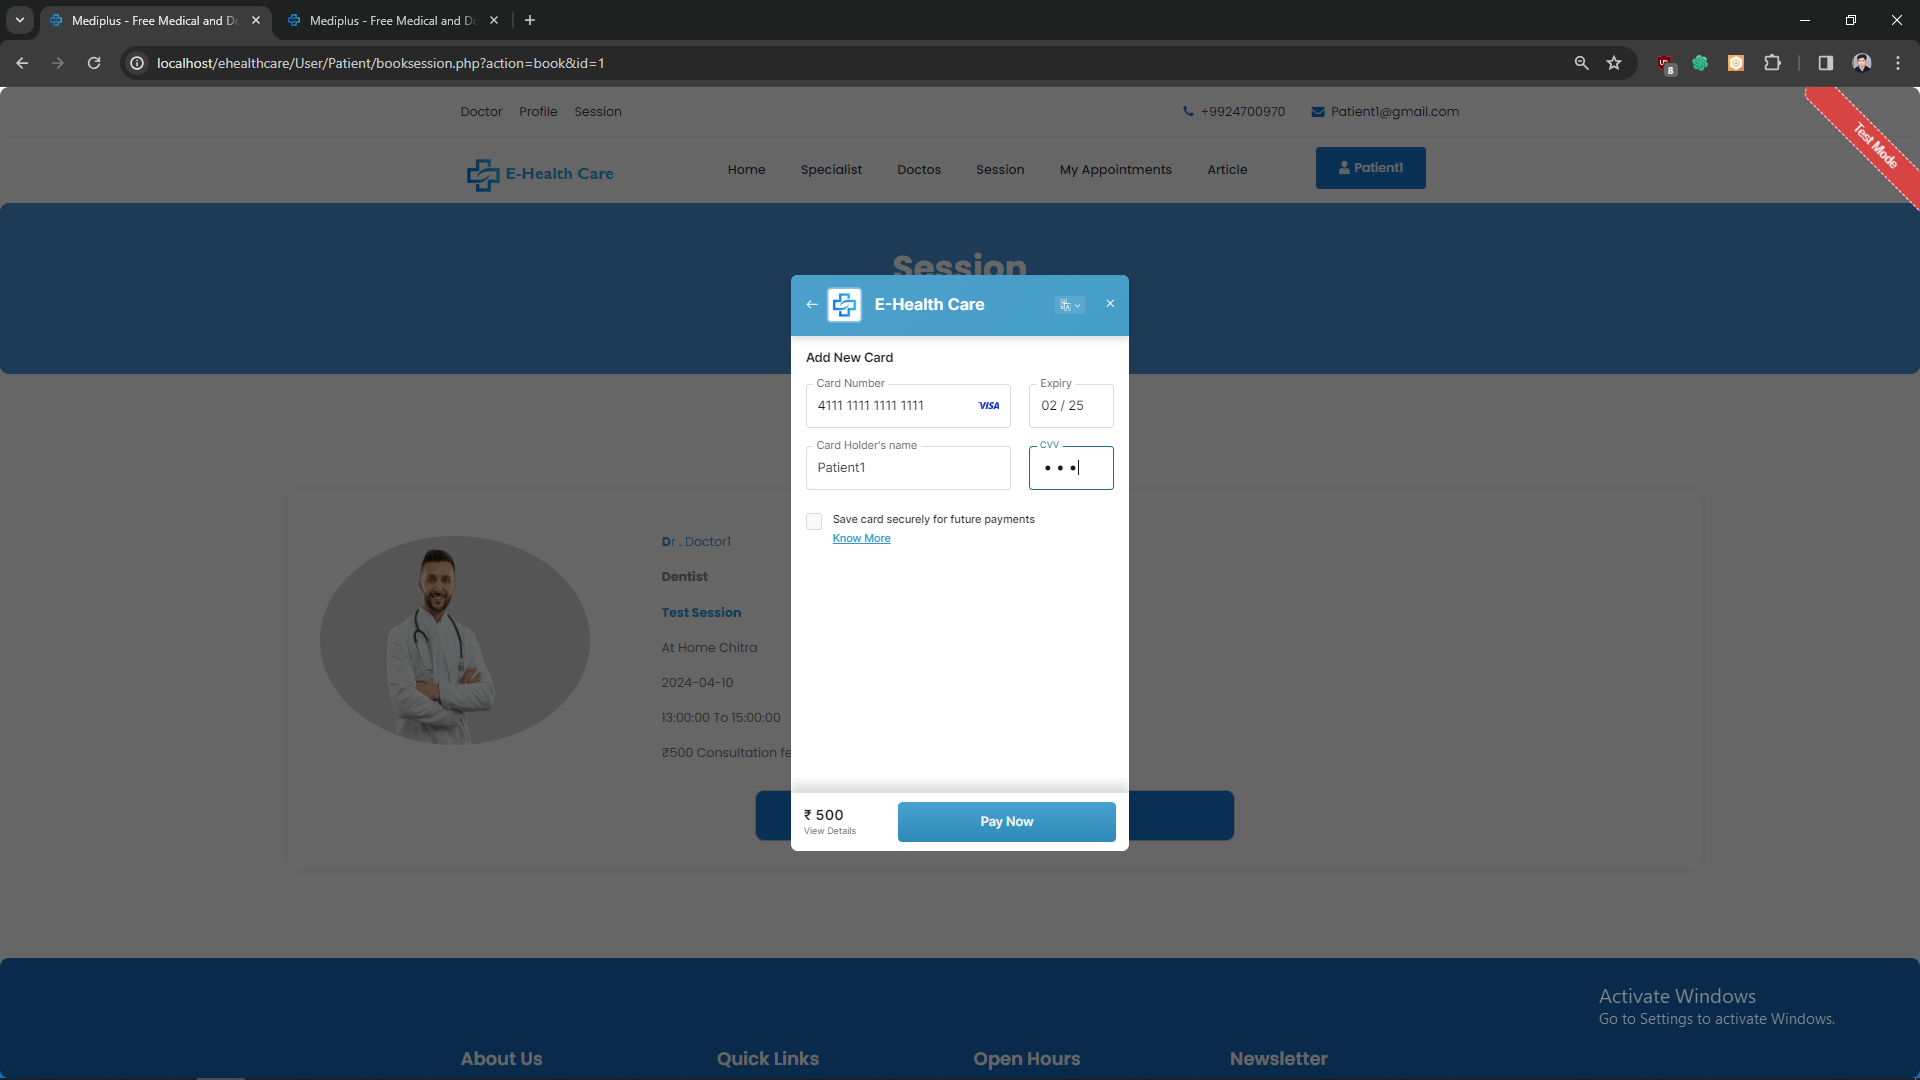 Mediplus - Free Medical and Do
Mediplus - Free Medical and Do
localhost/ehealthcare/User/Patient/booksession.php?action=book&id=1
8
Doctor Profile Session
+9924700970 Patient1@gmail.com
Test Mode
E-Health Care
Home Specialist Doctos Session My Appointments Article
Patient1
Session
E-Health Care
Add New Card
Card Number
4111 1111 1111 1111 VISA
Expiry
02 / 25
Card Holder's name
Patient1
CVV
Save card securely for future payments
Know More
Dr . Doctor1
Dentist
Test Session
At Home Chitra
2024-04-10
13:00:00 To 15:00:00
₹500 Consultation fe
₹ 500
View Details
Pay Now
Activate Windows
Go to Settings to activate Windows.
About Us Quick Links Open Hours Newsletter